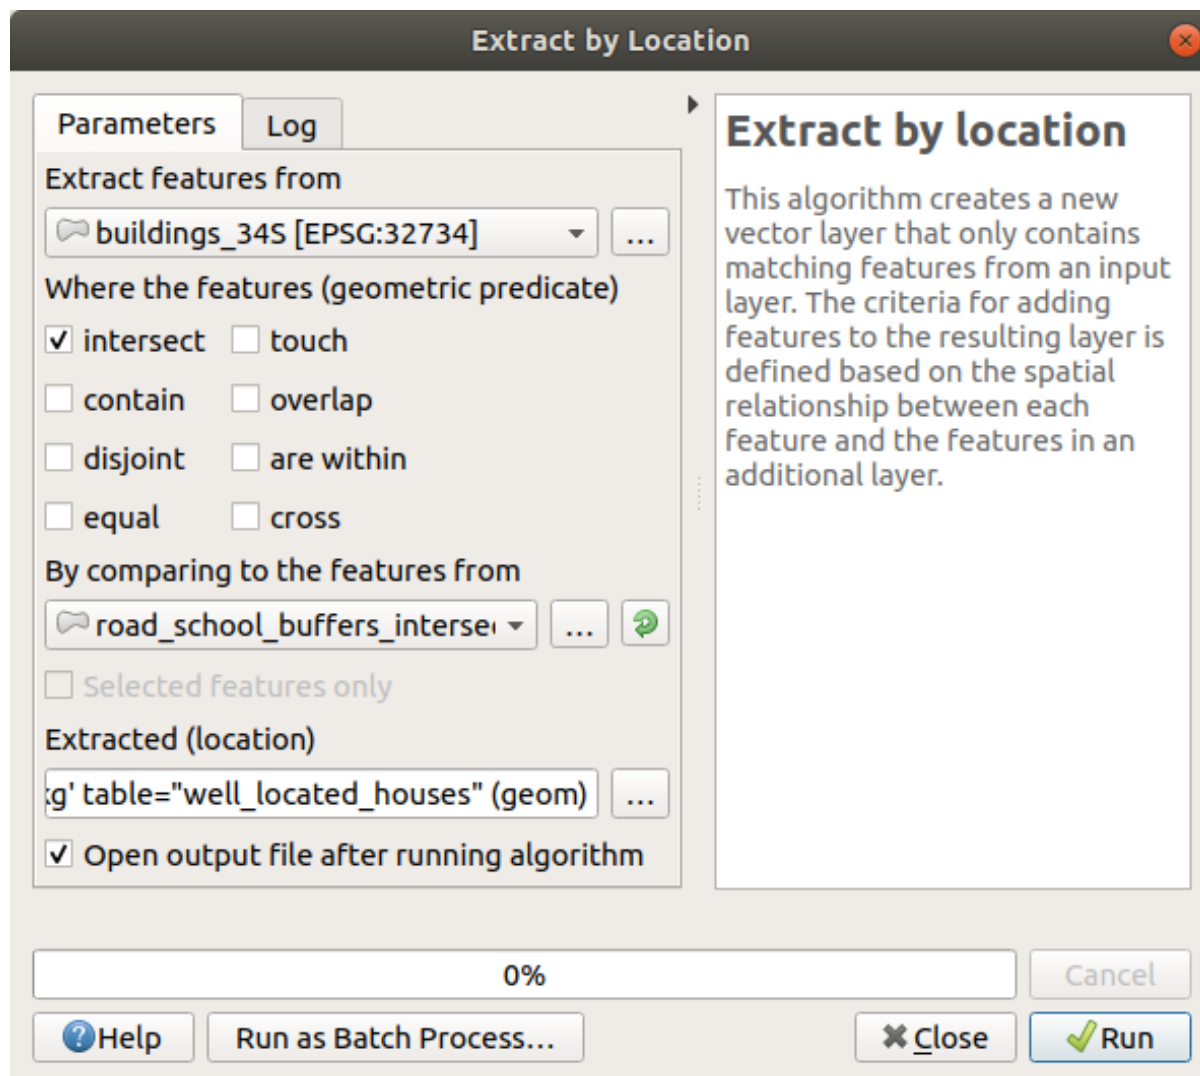 Extract by Location
Parameters
Log
Extract features from
buildings_34S [EPSG:32734]
...
Where the features (geometric predicate)
intersect
touch
contain
overlap
disjoint
are within
equal
cross
By comparing to the features from
road_school_buffers_interse
...
Selected features only
Extracted (location)
g' table="well_located_houses" (geom)
...
Open output file after running algorithm
Extract by location
This algorithm creates a new
vector layer that only contains
matching features from an input
layer. The criteria for adding
features to the resulting layer is
defined based on the spatial
relationship between each
feature and the features in an
additional layer.
0%
Cancel
Help
Run as Batch Process...
Close
Run